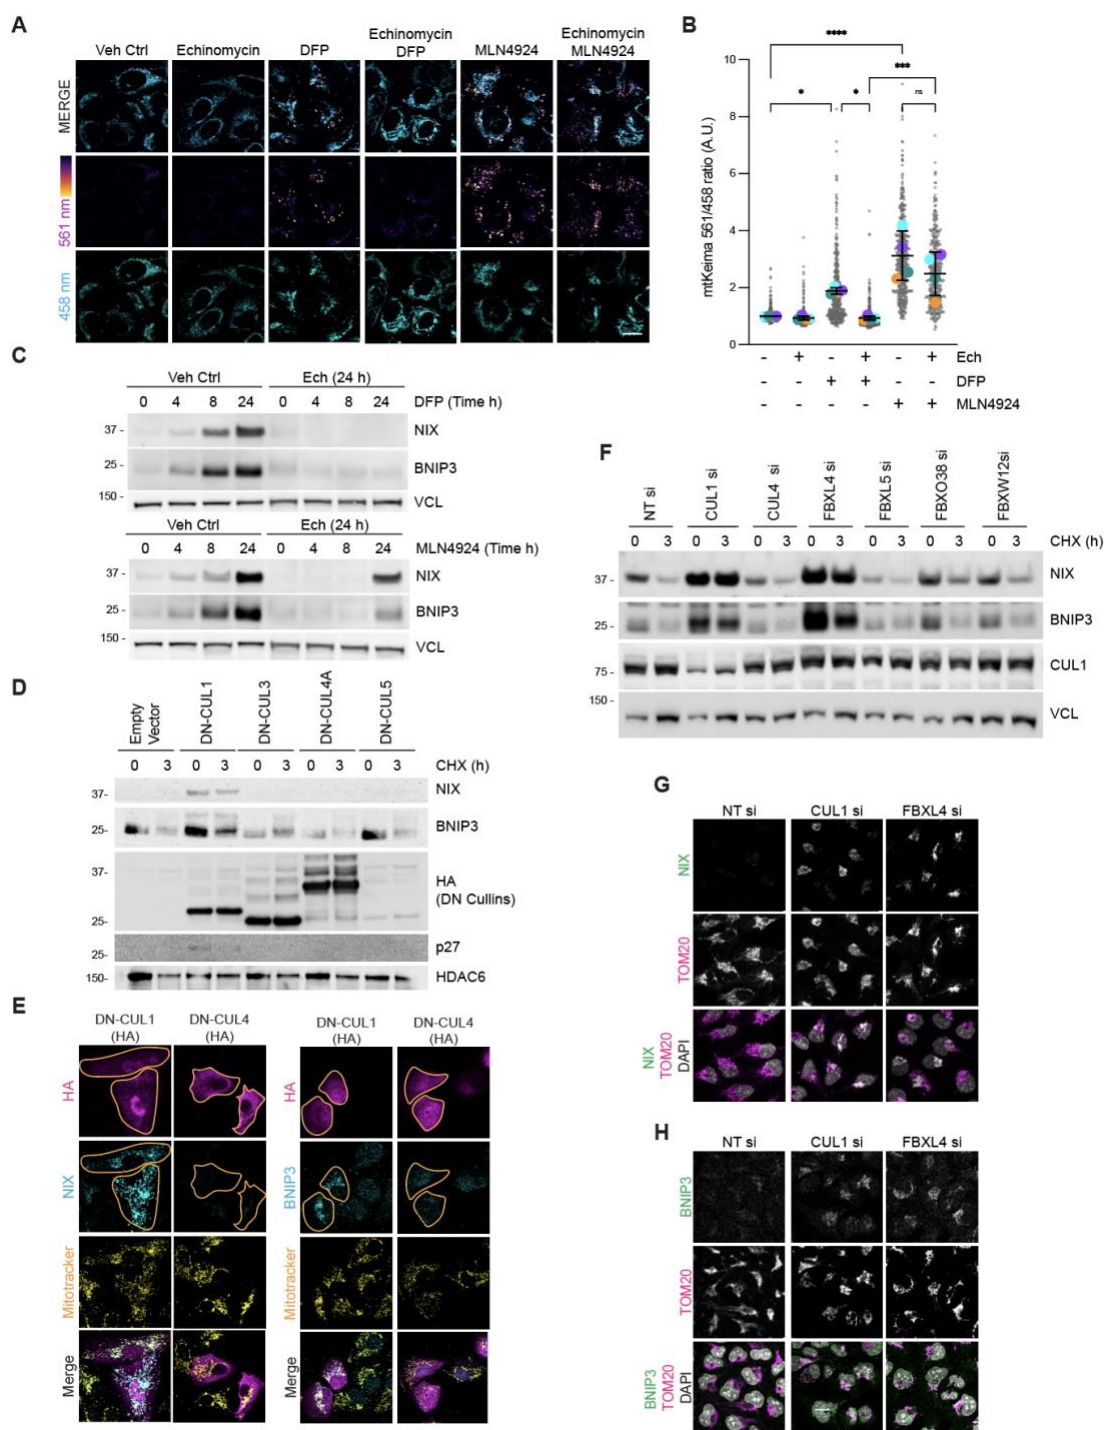 A
Veh Ctrl Echinomycin DFP Echinomycin DFP MLN4924 Echinomycin MLN4924
MERGE
561 nm
458 nm
B
mtKeima 561/458 ratio (A.U.)
10
8
6
4
2
0
****
***
* * ns
- + - + - + Ech
- - + + - - DFP
- - - - + + MLN4924
C
Veh Ctrl Ech (24 h)
0 4 8 24 0 4 8 24 DFP (Time h)
37 - NIX
25 - BNIP3
150 - VCL
Veh Ctrl Ech (24 h)
0 4 8 24 0 4 8 24 MLN4924 (Time h)
37 - NIX
25 - BNIP3
150 - VCL
D
Empty Vector DN-CUL1 DN-CUL3 DN-CUL4A DN-CUL5
0 3 0 3 0 3 0 3 0 3 CHX (h)
37- NIX
25- BNIP3
37-
HA
(DN Cullins)
25-
25- p27
150- HDAC6
E
DN-CUL1 (HA) DN-CUL4 (HA) DN-CUL1 (HA) DN-CUL4 (HA)
HA HA
NIX BNIP3
Mitotracker Mitotracker
Merge Merge
F
NT si CUL1 si CUL4 si FBXL4 si FBXL5 si FBXO38 si FBXW12si
0 3 0 3 0 3 0 3 0 3 0 3 0 3 CHX (h)
37 - NIX
25 - BNIP3
75 - CUL1
150 - VCL
G
NT si CUL1 si FBXL4 si
NIX
TOM20
NIX
TOM20
DAPI
H
NT si CUL1 si FBXL4 si
BNIP3
TOM20
BNIP3
TOM20
DAPI